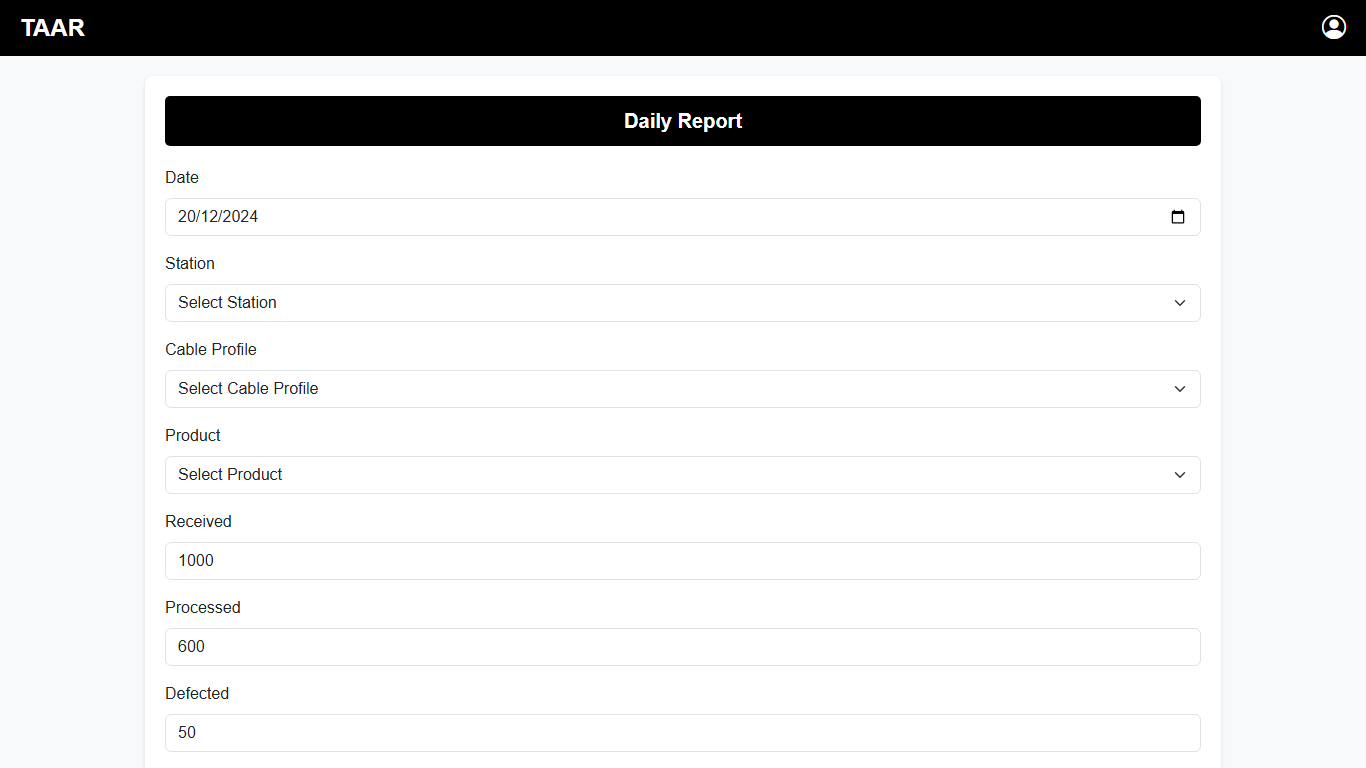 TAAR
Daily Report
Date
20/12/2024
Station
Select Station
Cable Profile
Select Cable Profile
Product
Select Product
Received
1000
Processed
600
Defected
50